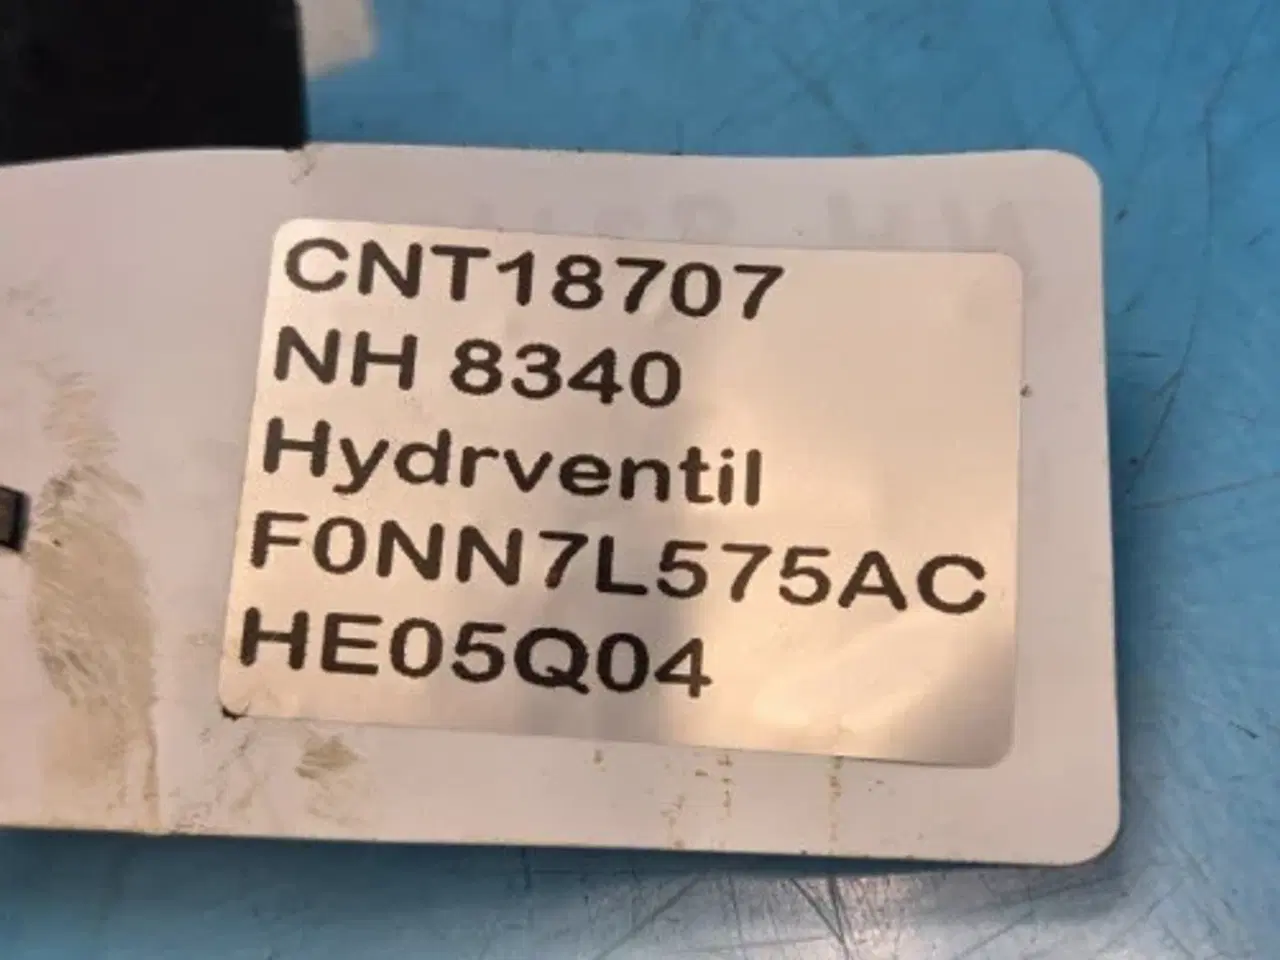 CNT18707
NH 8340
Hydrventil
F0NN7L575AC
HE05Q04